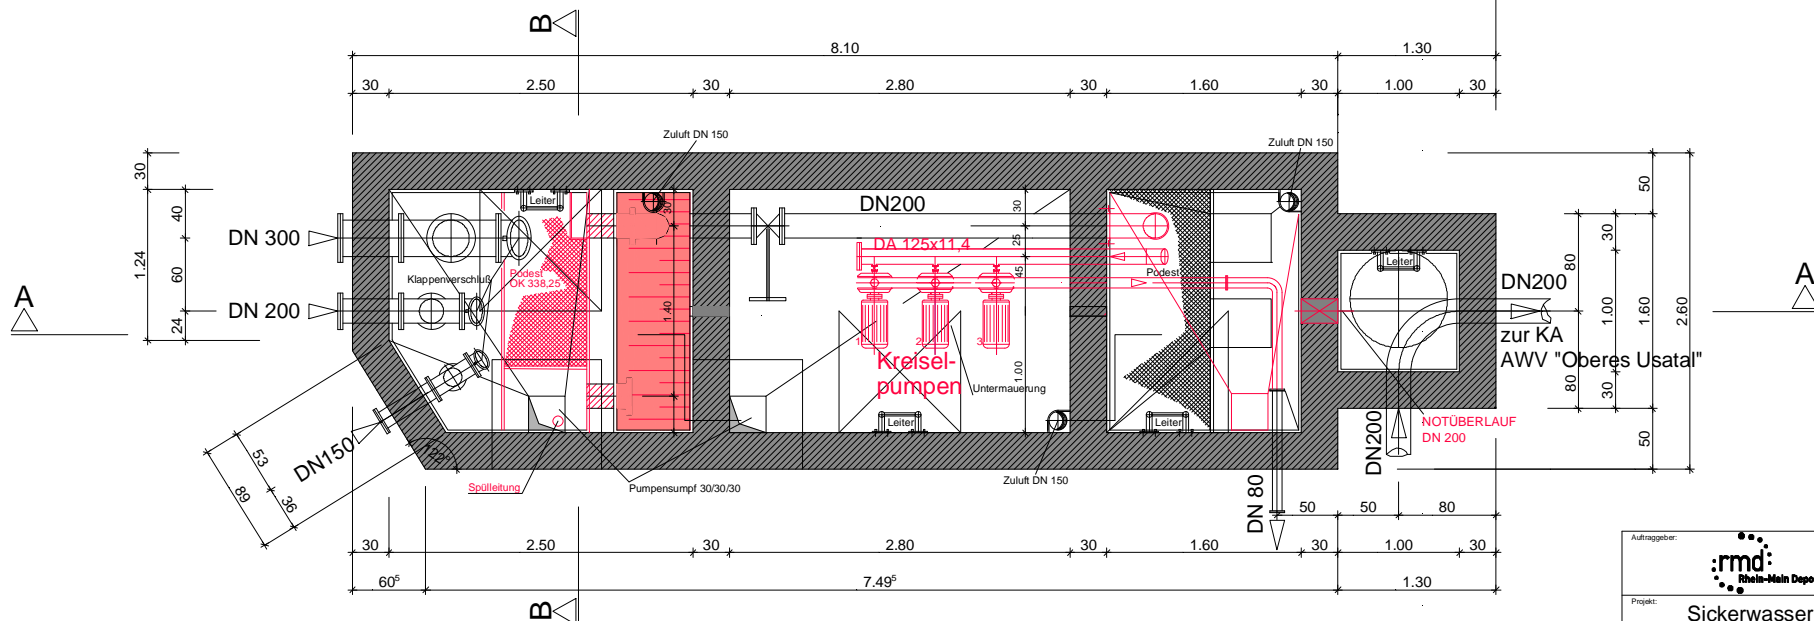 B
8.10
1.30
30
2.50
30
2.80
30
1.60
30
1.00
30
Zuluft DN 150
Zuluft DN 150
30
40
1.24
60
24
50
30
80
1.00
1.60
2.60
80
30
50
Leiter
30
DN200
30
25
DA 125x11,4
45
DN 300
Klappenverschluß
Podest
OK 338,25
Podest
Leiter
A
DN 200
1.40
DN200
A
zur KA
AWV "Oberes Usatal"
1
2
3
Kreisel-
pumpen
1.00
Untermauerung
Leiter
Leiter
NOTÜBERLAUF
DN 200
DN200
DN150
122°
53
89
36
Spülleitung
Pumpensumpf 30/30/30
Zuluft DN 150
DN 80
50
50
80
30
2.50
30
2.80
30
1.60
30
1.00
30
60⁵
7.49⁵
1.30
B
Auftraggeber:
rmd
Rhein-Main Depo
Projekt:
Sickerwasser